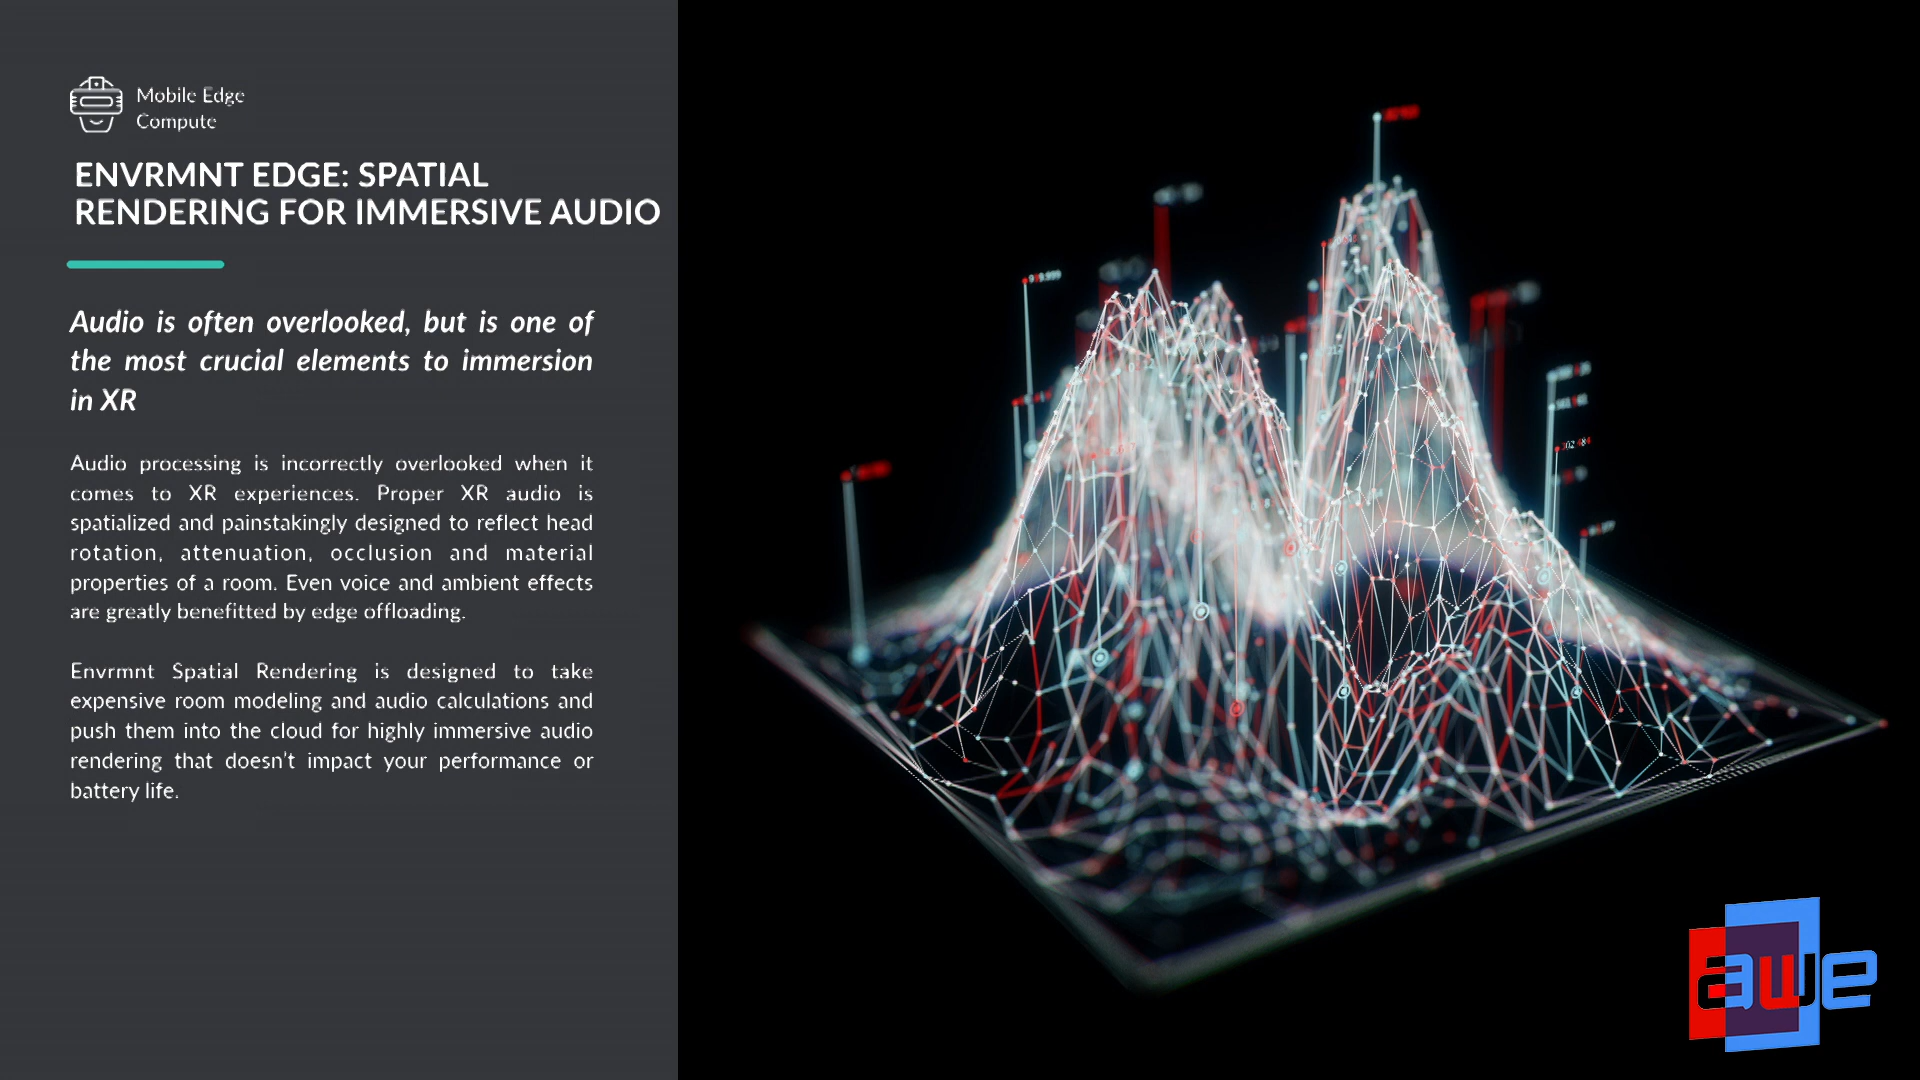 Mobile Edge
Compute
ENVRMNT EDGE: SPATIAL
RENDERING FOR IMMERSIVE AUDIO
Audio is often overlooked, but is one of
the most crucial elements to immersion
in XR
Audio processing is incorrectly overlooked when it
comes to XR experiences. Proper XR audio is
spatialized and painstakingly designed to reflect head
rotation, attenuation, occlusion and material
properties of a room. Even voice and ambient effects
are greatly benefitted by edge offloading.
Envrmnt Spatial Rendering is designed to take
expensive room modeling and audio calculations and
push them into the cloud for highly immersive audio
rendering that doesn't impact your performance or
battery life.
awe